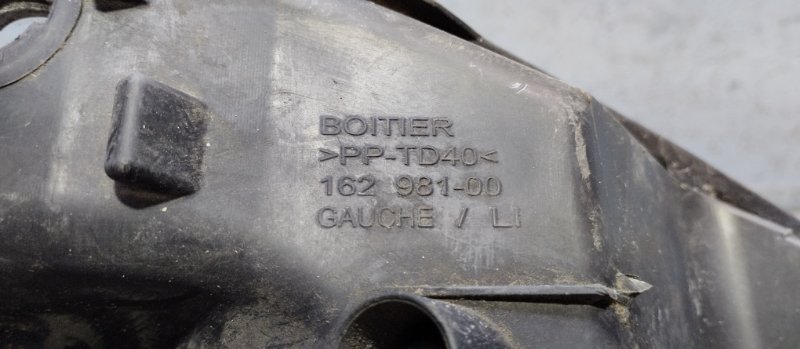 BOITIER
>PP-TD40<
162 981-00
GAUCHE / LI